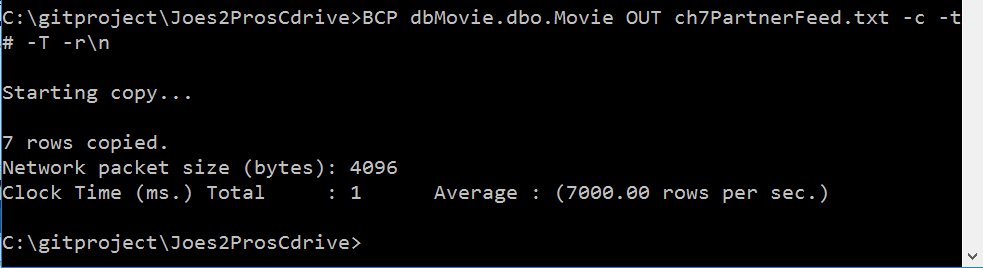 C:\gitproject\Joes2ProsCdrive>BCP dbMovie.dbo.Movie OUT ch7PartnerFeed.txt -c -t
# -T -r\n
Starting copy...
7 rows copied.
Network packet size (bytes): 4096
Clock Time (ms.) Total     : 1      Average : (7000.00 rows per sec.)
C:\gitproject\Joes2ProsCdrive>